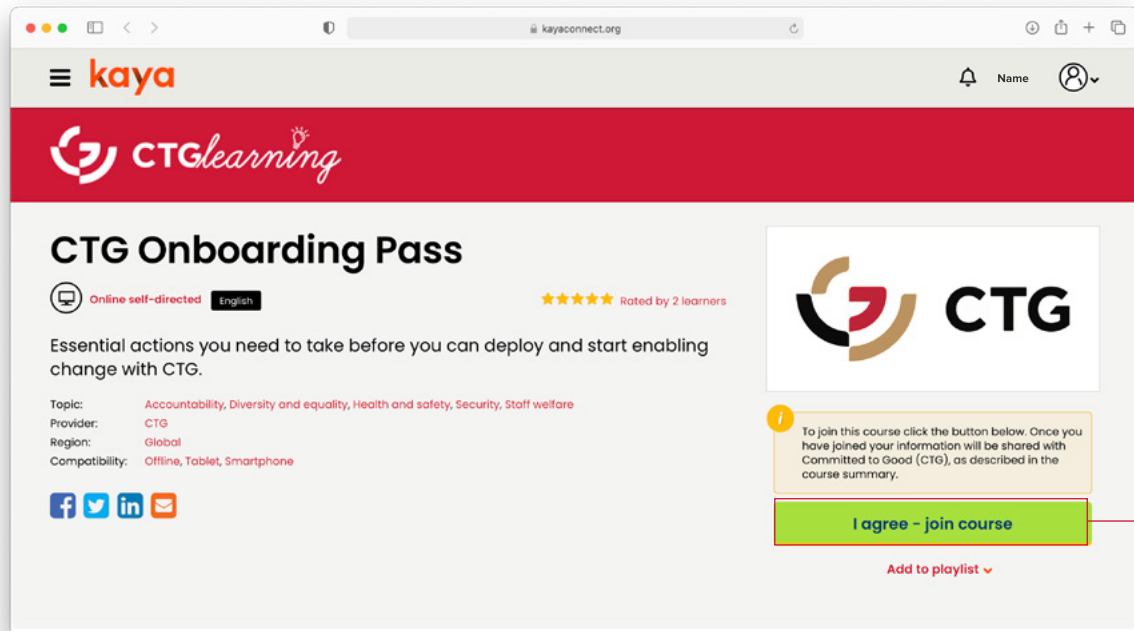 kayaconnect.org
kaya
Name
CTGlearning
CTG Onboarding Pass
Online self-directed
English
Rated by 2 learners
Essential actions you need to take before you can deploy and start enabling
change with CTG.
Topic: Accountability, Diversity and equality, Health and safety, Security, Staff welfare
Provider: CTG
Region: Global
Compatibility: Offline, Tablet, Smartphone
CTG
i
To join this course click the button below. Once you
have joined your information will be shared with
Committed to Good (CTG), as described in the
course summary.
I agree - join course
Add to playlist